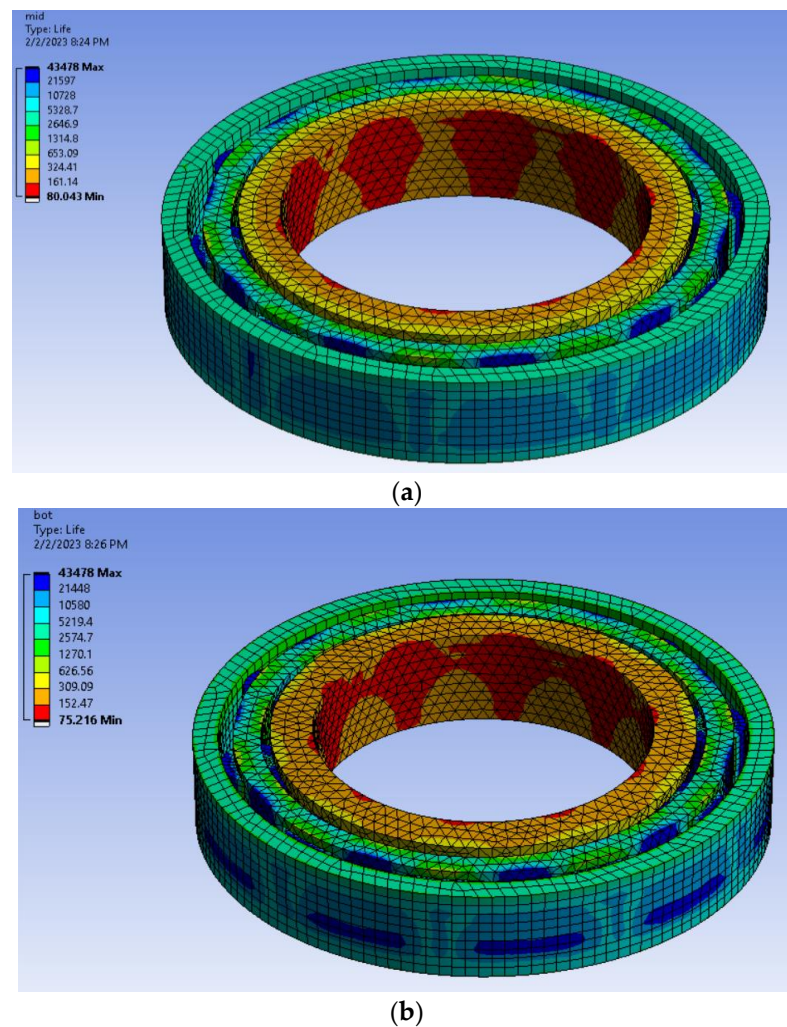 mid
Type: Life
2/2/2023 8:24 PM
43478 Max
21597
10728
5328.7
2646.9
1314.8
653.09
324.41
161.14
80.043 Min
(a)
bot
Type: Life
2/2/2023 8:26 PM
43478 Max
21448
10580
5219.4
2574.7
1270.1
626.56
309.09
152.47
75.216 Min
(b)